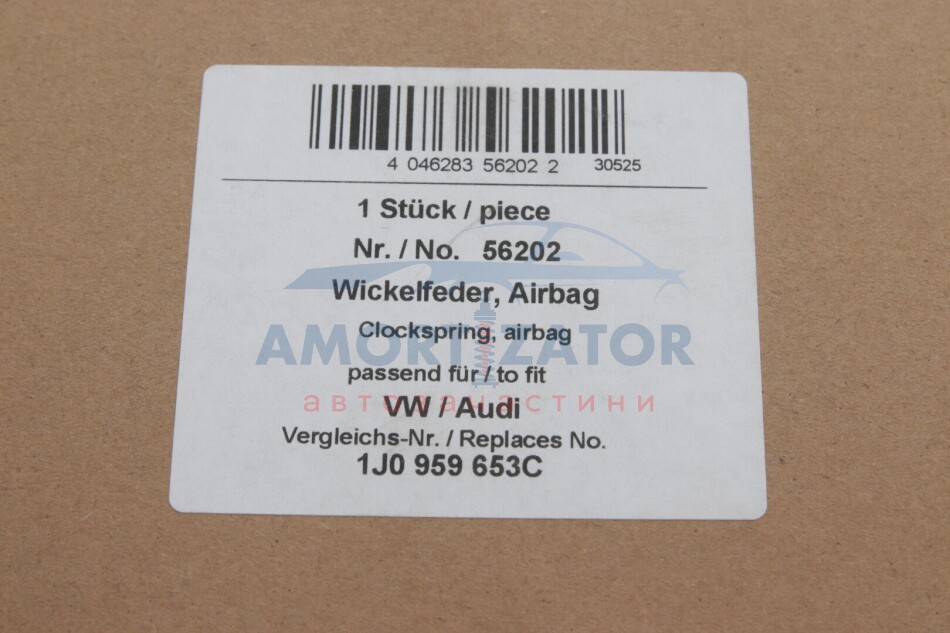 4 046283 56202 2 30525
1 Stück / piece
Nr. / No. 56202
Wickelfeder, Airbag
Clockspring, airbag
AMORTIZATOR
passend für / to fit
автозапчастини
VW / Audi
Vergleichs-Nr. / Replaces No.
1J0 959 653C